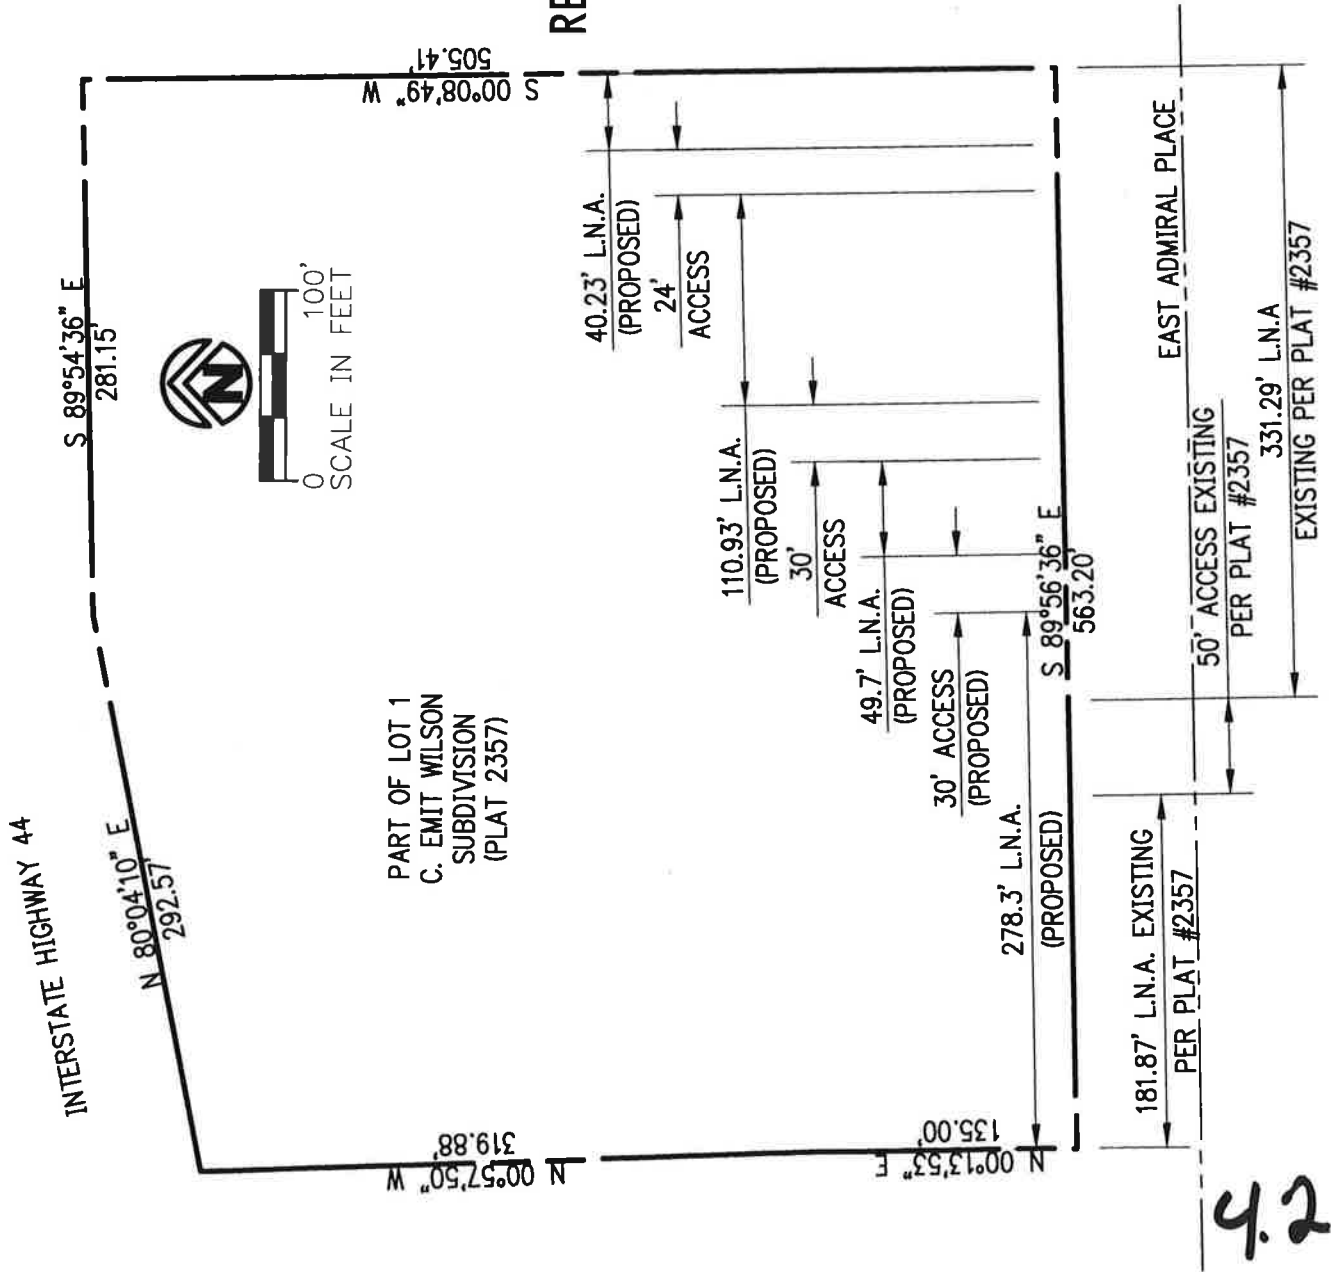 RE
INTERSTATE HIGHWAY 44
N 80°04'10" E
292.57'
S 89°54'36" E
281.15'
S 00°08'49" W
505.41'
N
0 100'
SCALE IN FEET
PART OF LOT 1
C. EMIT WILSON
SUBDIVISION
(PLAT 2357)
40.23' L.N.A.
(PROPOSED)
24'
ACCESS
110.93' L.N.A.
(PROPOSED)
30'
ACCESS
49.7' L.N.A.
(PROPOSED)
30' ACCESS
(PROPOSED)
278.3' L.N.A.
(PROPOSED)
N 00°57'50" W
319.88'
N 00°13'53" E
135.00'
S 89°56'36" E
563.20'
EAST ADMIRAL PLACE
181.87' L.N.A. EXISTING
PER PLAT #2357
50' ACCESS EXISTING
PER PLAT #2357
331.29' L.N.A
EXISTING PER PLAT #2357
4.2